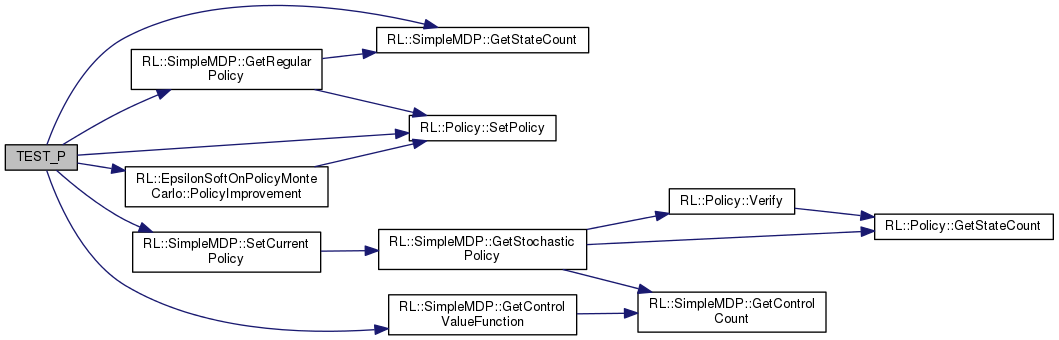 TEST_P
RL::SimpleMDP::GetStateCount
RL::SimpleMDP::GetRegular
Policy
RL::Policy::SetPolicy
RL::EpsilonSoftOnPolicyMonte
Carlo::PolicyImprovement
RL::SimpleMDP::SetCurrent
Policy
RL::SimpleMDP::GetStochastic
Policy
RL::Policy::Verify
RL::Policy::GetStateCount
RL::SimpleMDP::GetControl
Count
RL::SimpleMDP::GetControl
ValueFunction